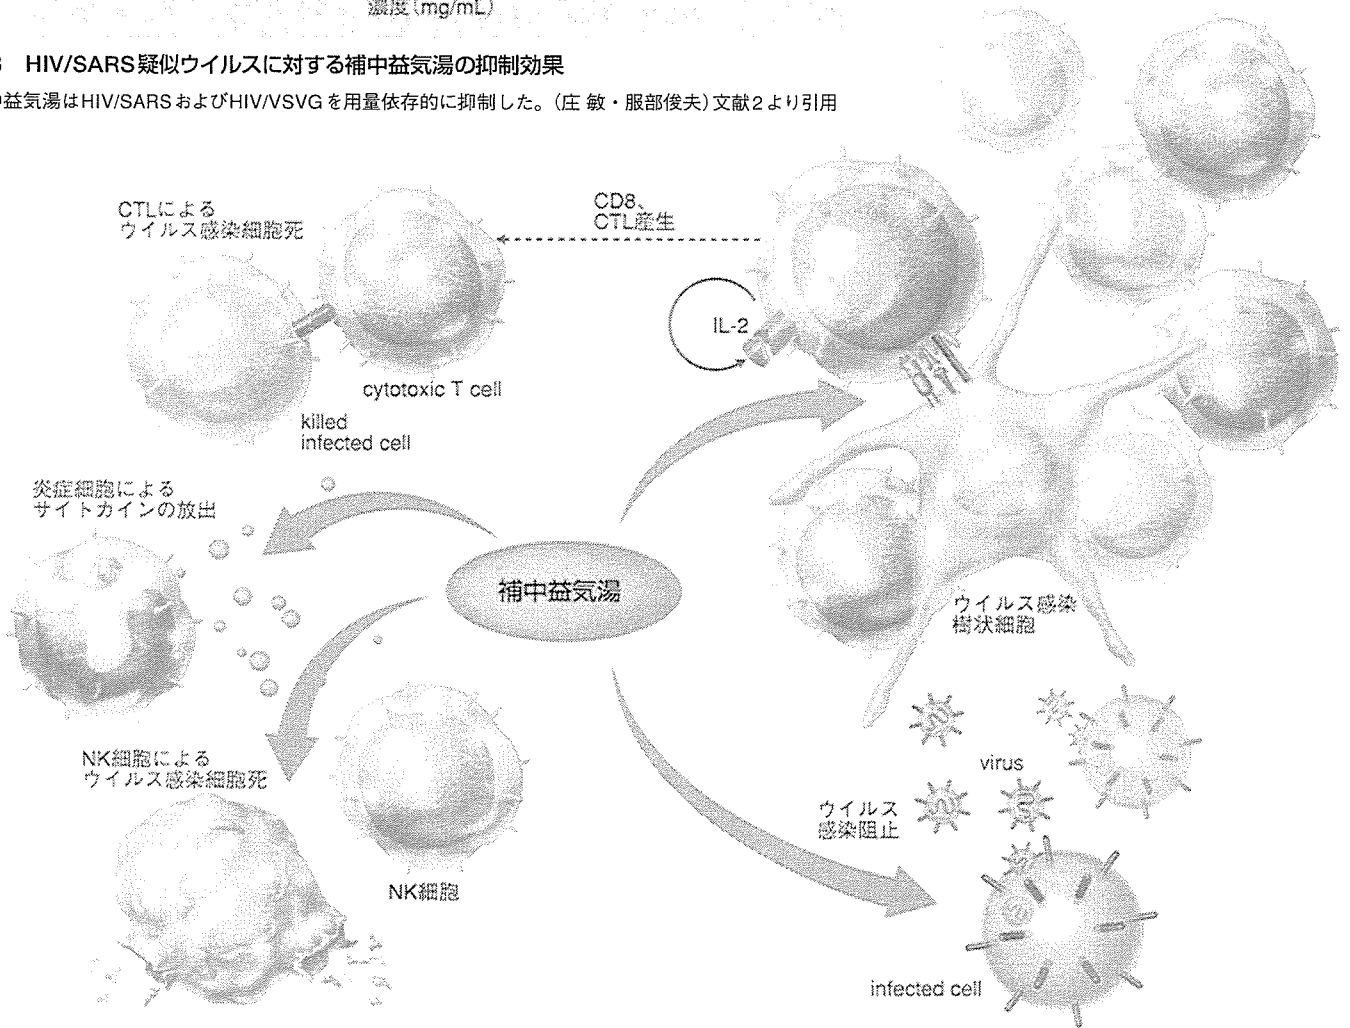 濃度(mg/mL)
HIV/SARS疑似ウイルスに対する補中益気湯の抑制効果
益気湯はHIV/SARSおよびHIV/VSVGを用量依存的に抑制した。(庄 敏・服部俊夫)文献2より引用
CTLによる
ウイルス感染細胞死
CD8、
CTL産生
IL-2
cytotoxic T cell
killed
infected cell
炎症細胞による
サイトカインの放出
補中益気湯
ウイルス感染
樹状細胞
NK細胞による
ウイルス感染細胞死
virus
ウイルス
感染阻止
NK細胞
infected cell